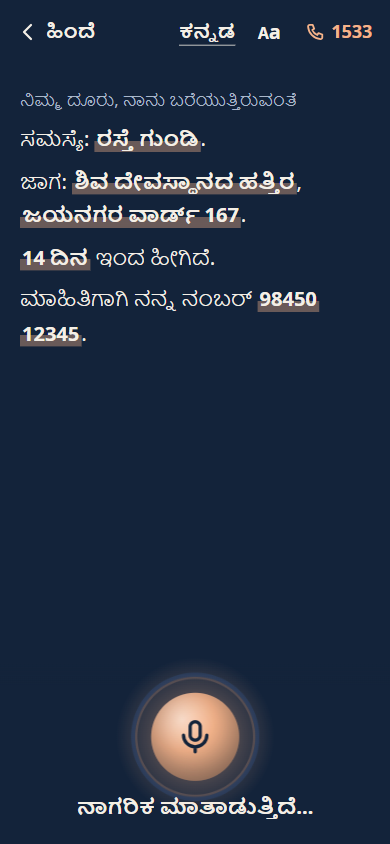 ಹಿಂದೆ ಕನ್ನಡ Aa 1533
ನಿಮ್ಮ ದೂರು, ನಾನು ಬರೆಯುತ್ತಿರುವಂತೆ
ಸಮಸ್ಯೆ: ರಸ್ತೆ ಗುಂಡಿ.
ಜಾಗ: ಶಿವ ದೇವಸ್ಥಾನದ ಹತ್ತಿರ,
ಜಯನಗರ ವಾರ್ಡ್ 167.
14 ದಿನ ಇಂದ ಹೀಗಿದೆ.
ಮಾಹಿತಿಗಾಗಿ ನನ್ನ ನಂಬರ್ 98450
12345.
ನಾಗರಿಕ ಮಾತಾಡುತ್ತಿದೆ...